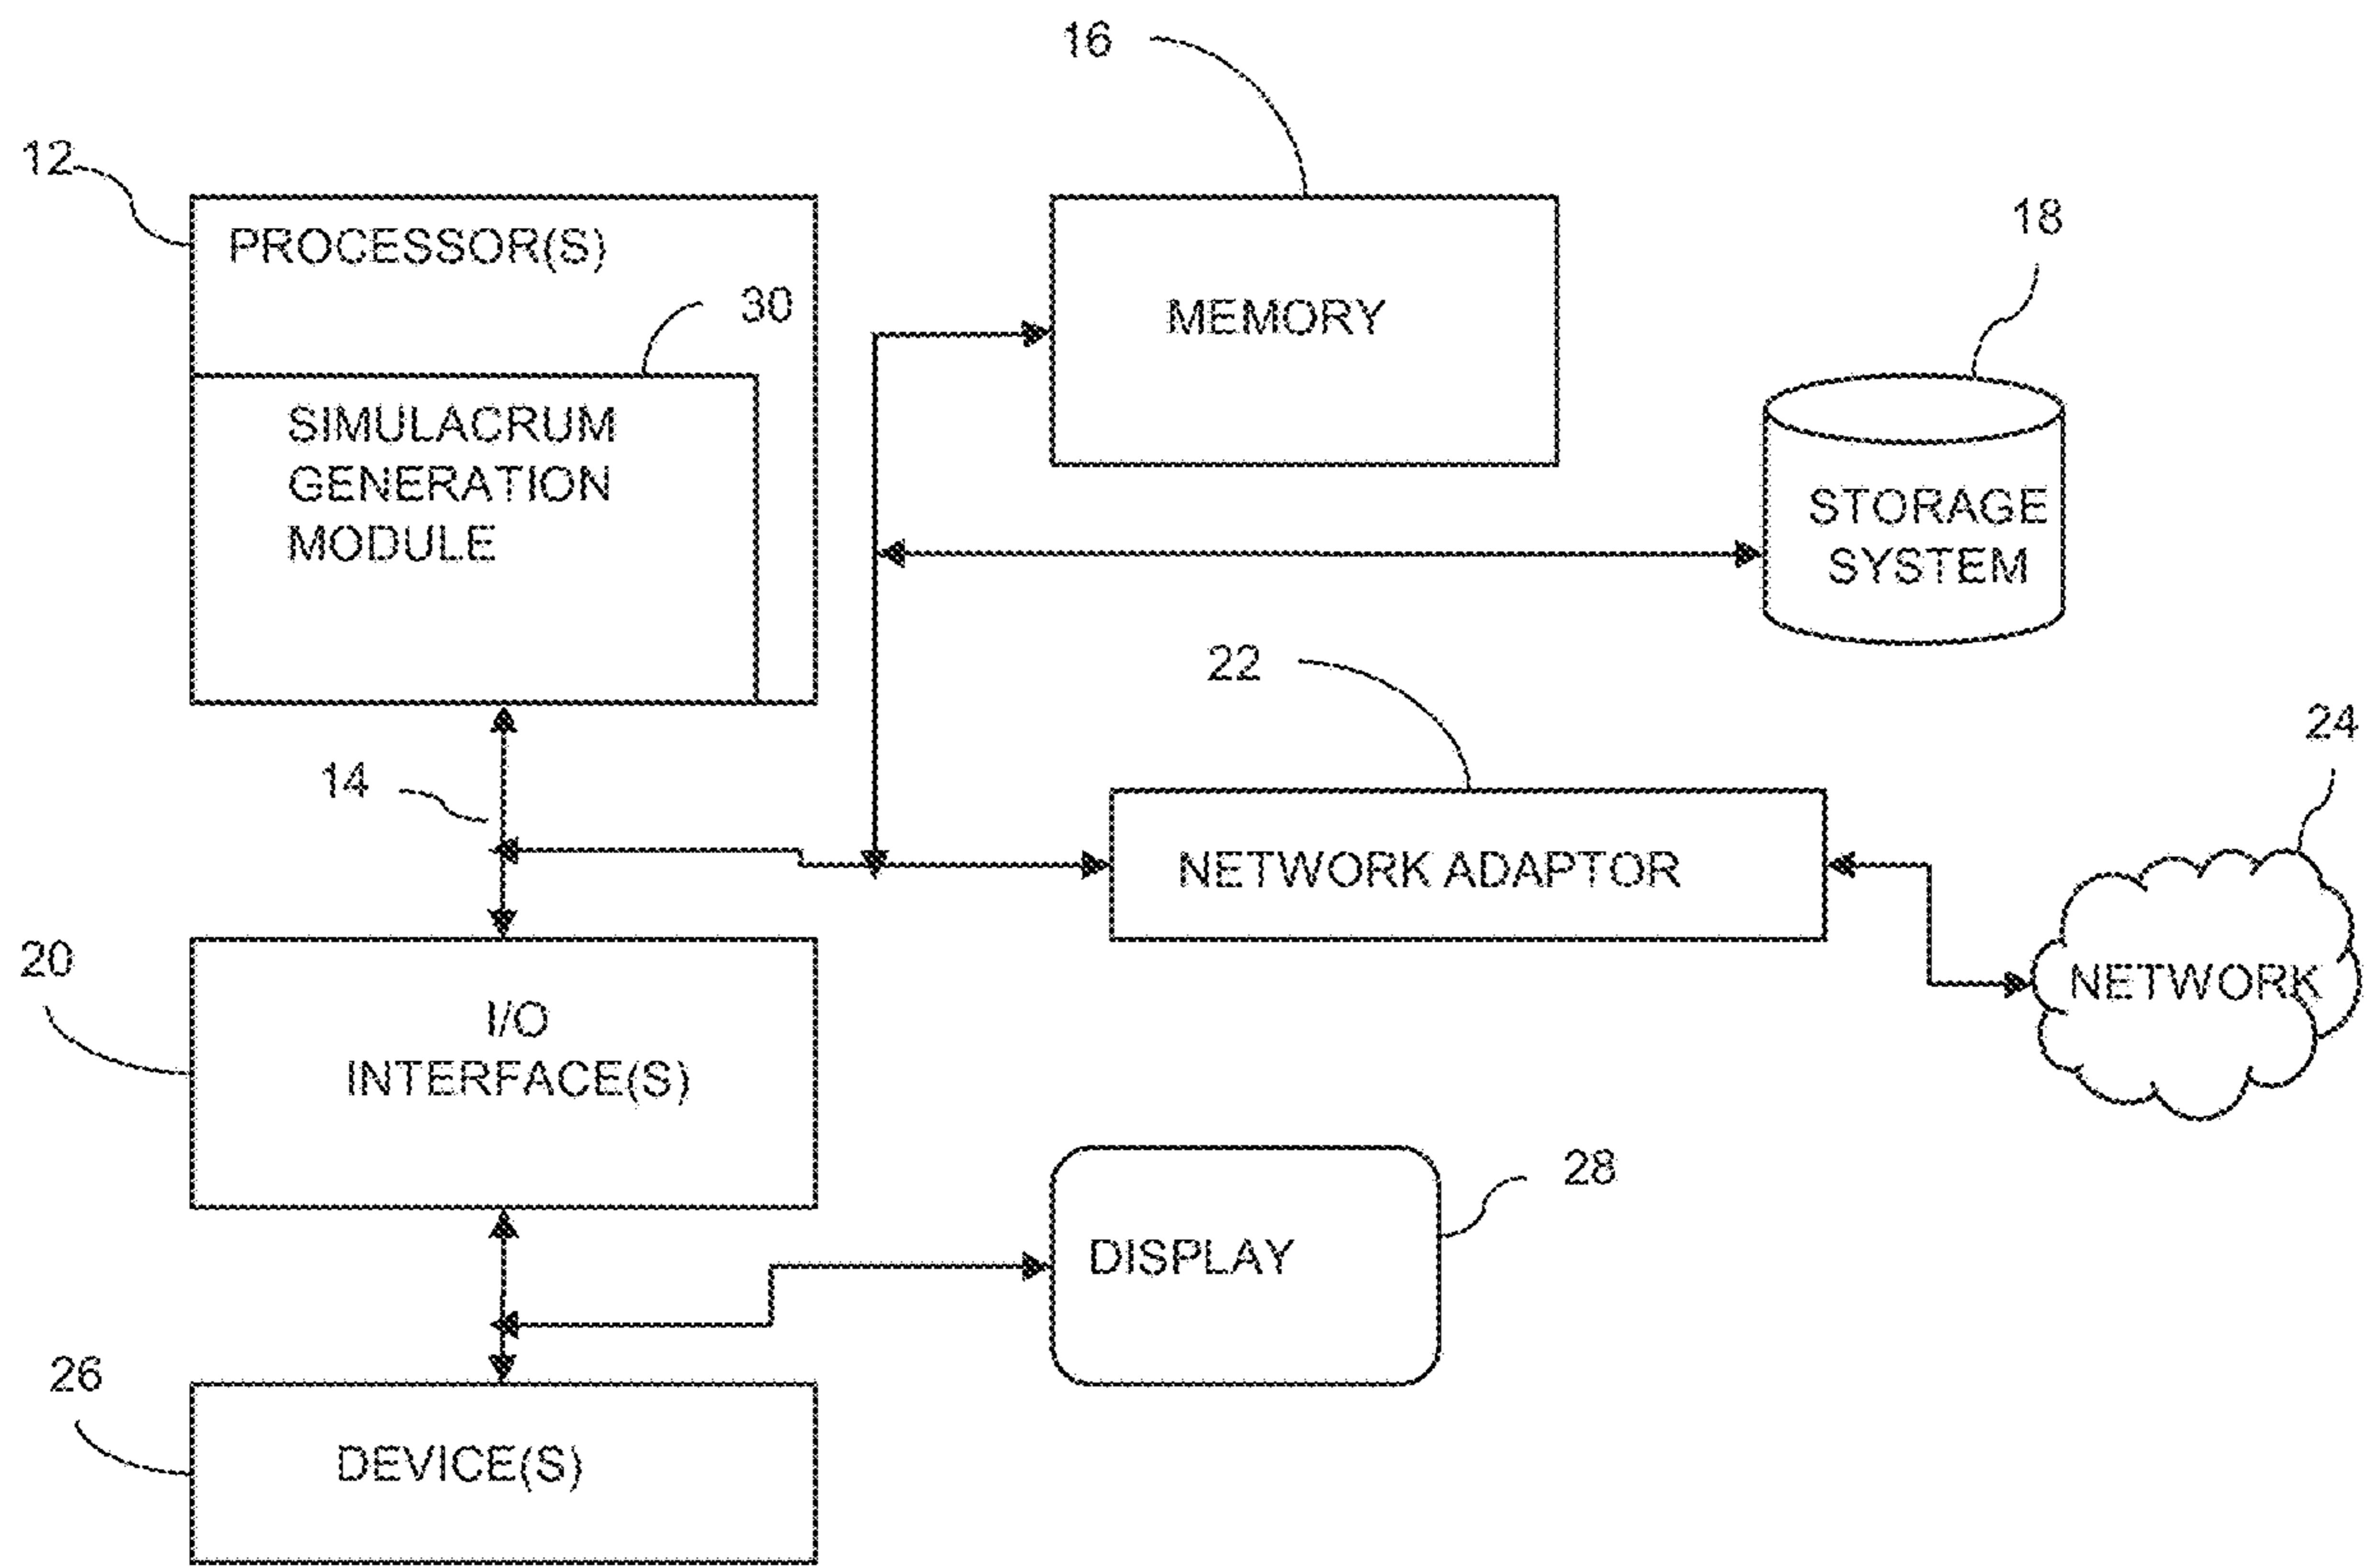 16
12
PROCESSOR(S)
18
30
MEMORY
SIMULACRUM
GENERATION
MODULE
STORAGE
SYSTEM
22
24
14
NETWORK ADAPTOR
20
NETWORK
I/O
INTERFACE(S)
28
DISPLAY
26
DEVICE(S)